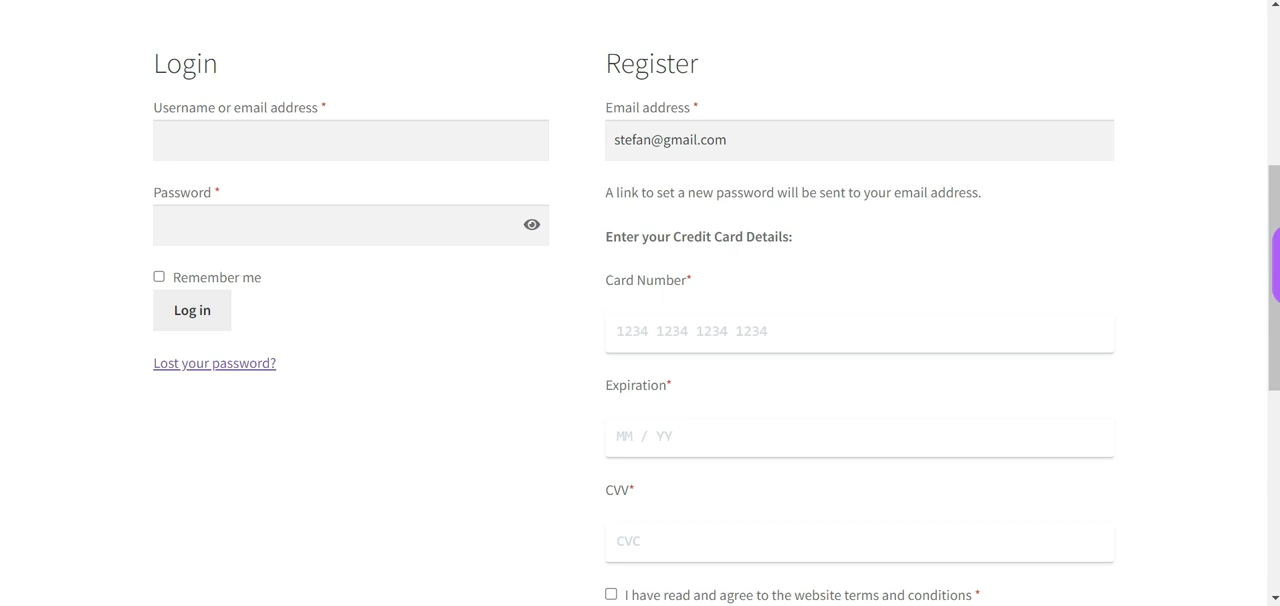 Login
Username or email address *
Password *
Remember me
Log in
Lost your password?
Register
Email address *
stefan@gmail.com
A link to set a new password will be sent to your email address.
Enter your Credit Card Details:
Card Number*
1234 1234 1234 1234
Expiration*
MM / YY
CVV*
CVC
I have read and agree to the website terms and conditions *